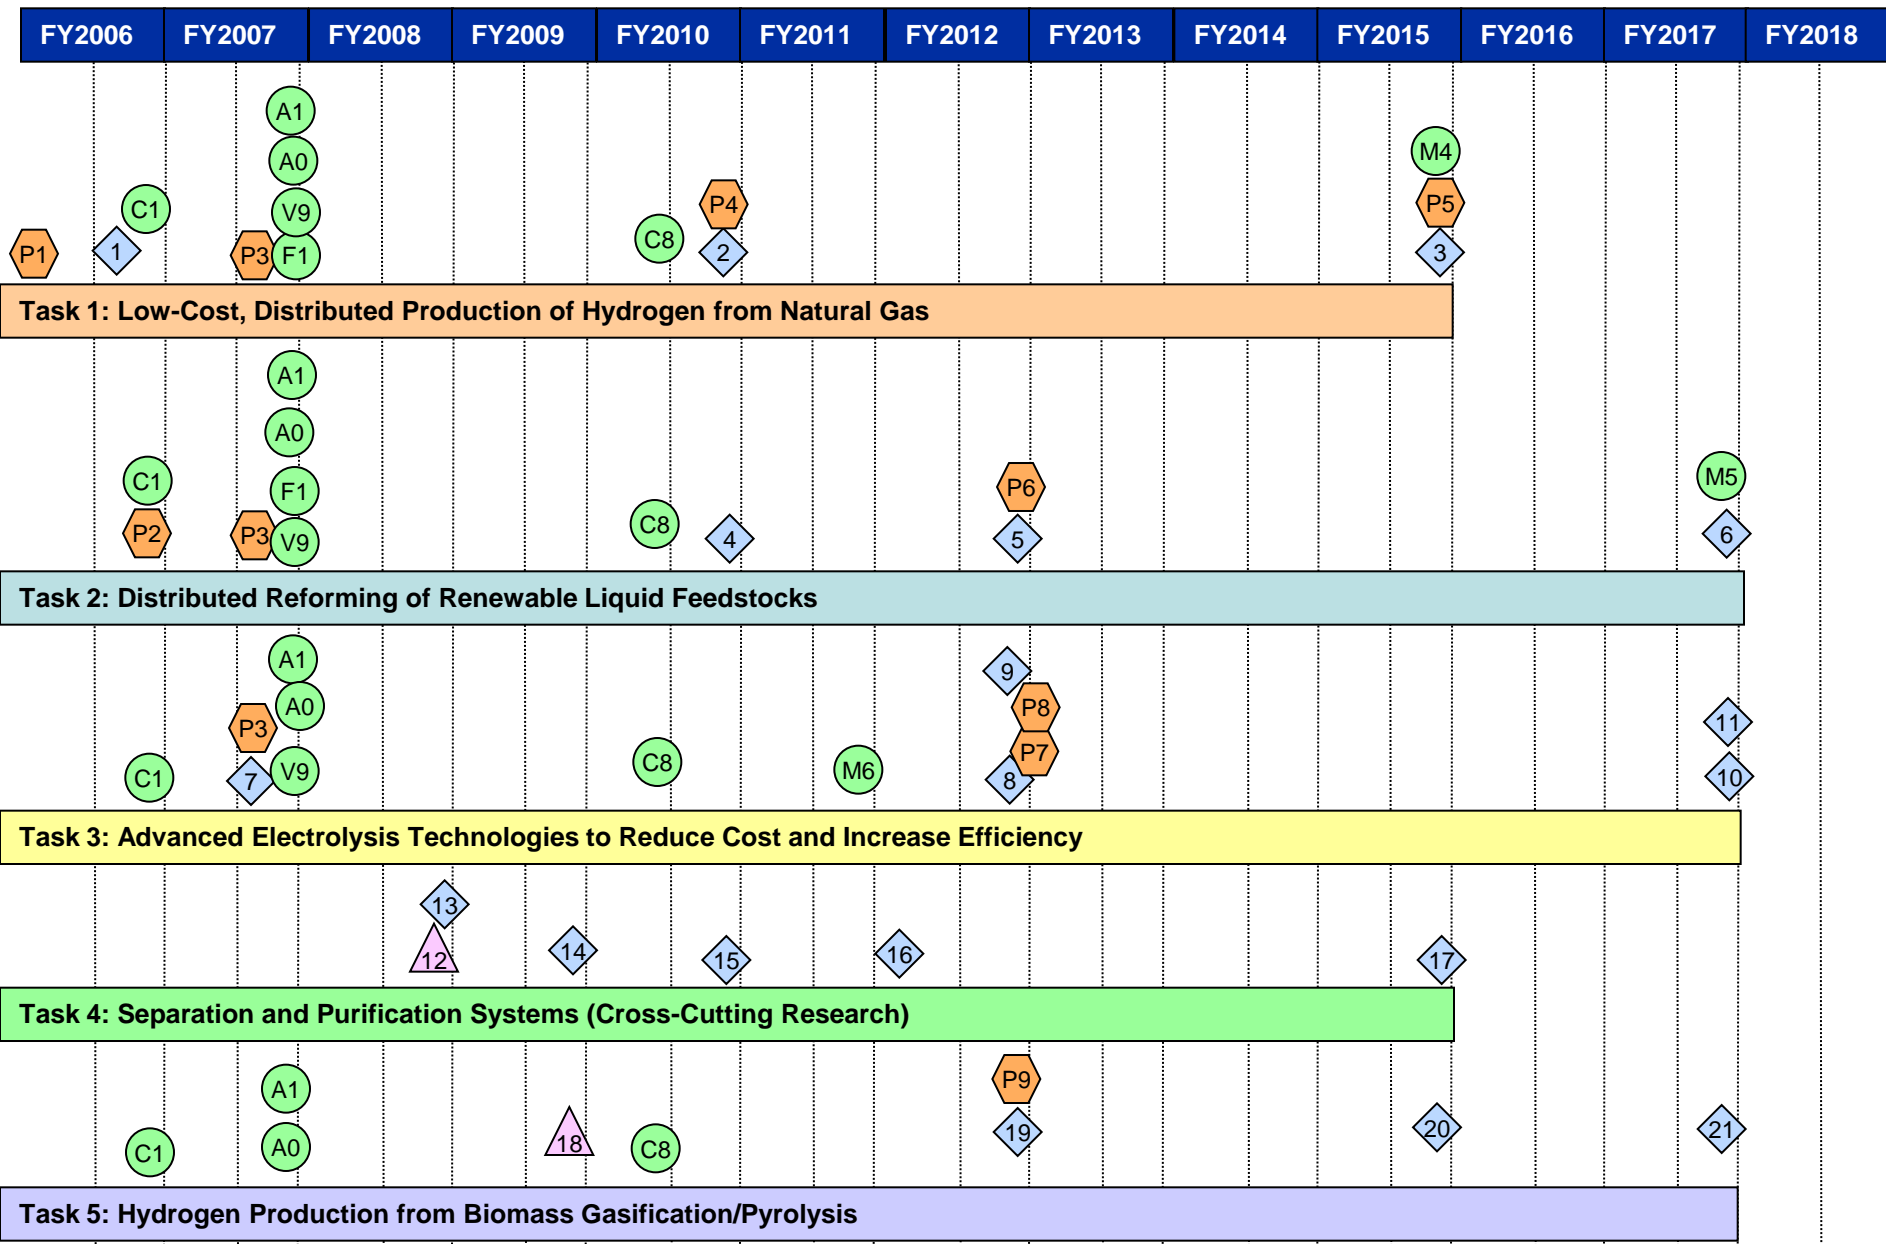 FY2006 FY2007 FY2008 FY2009 FY2010 FY2011 FY2012 FY2013 FY2014 FY2015 FY2016 FY2017 FY2018
A1
A0 M4
C1 V9 P4 P5
P1 1 P3 F1 C8 2 3
Task 1: Low-Cost, Distributed Production of Hydrogen from Natural Gas
A1
A0
C1 F1 P6 M5
P2 P3 V9 C8 4 5 6
Task 2: Distributed Reforming of Renewable Liquid Feedstocks
A1 9
A0 P8
P3 11
C1 7 V9 C8 M6 8 P7 10
Task 3: Advanced Electrolysis Technologies to Reduce Cost and Increase Efficiency
13
12 14 15 16 17
Task 4: Separation and Purification Systems (Cross-Cutting Research)
A1 P9
C1 A0 18 C8 19 20 21
Task 5: Hydrogen Production from Biomass Gasification/Pyrolysis